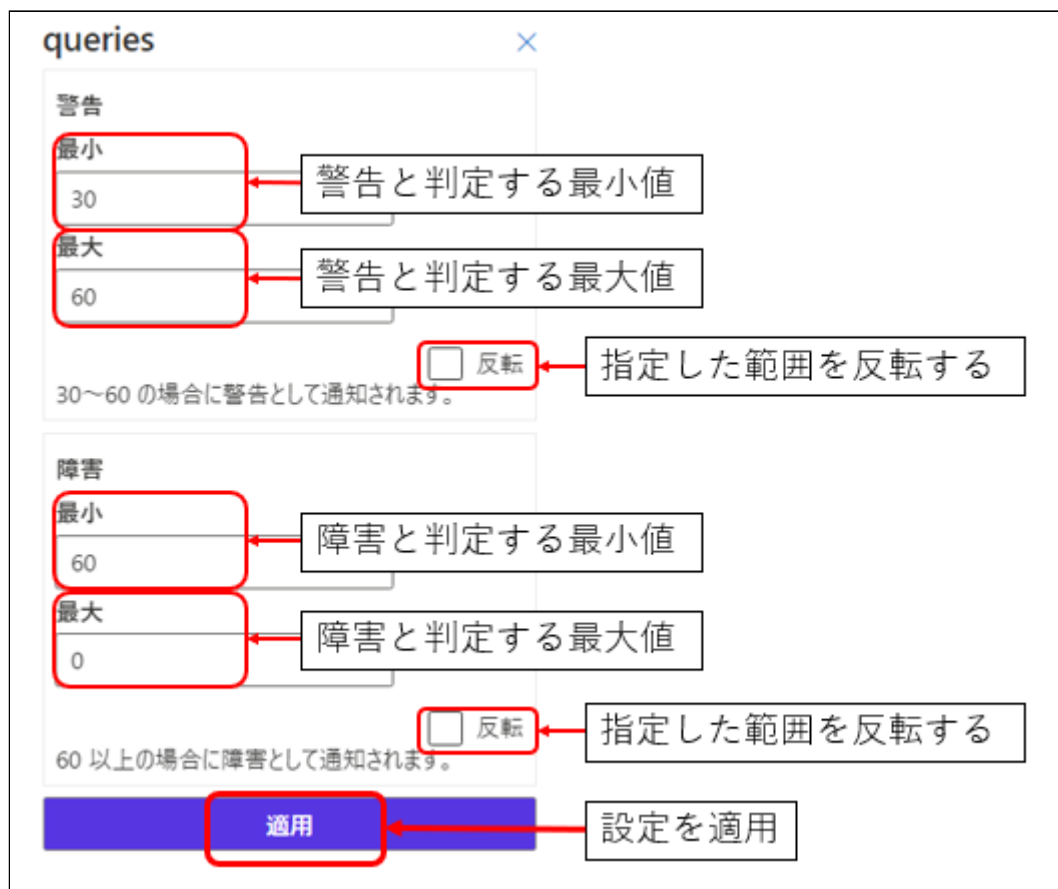 queries
警告
最小
警告と判定する最小値
30
最大
警告と判定する最大値
60
反転
指定した範囲を反転する
30～60 の場合に警告として通知されます。
障害
最小
障害と判定する最小値
60
最大
障害と判定する最大値
0
反転
指定した範囲を反転する
60 以上の場合に障害として通知されます。
適用
設定を適用